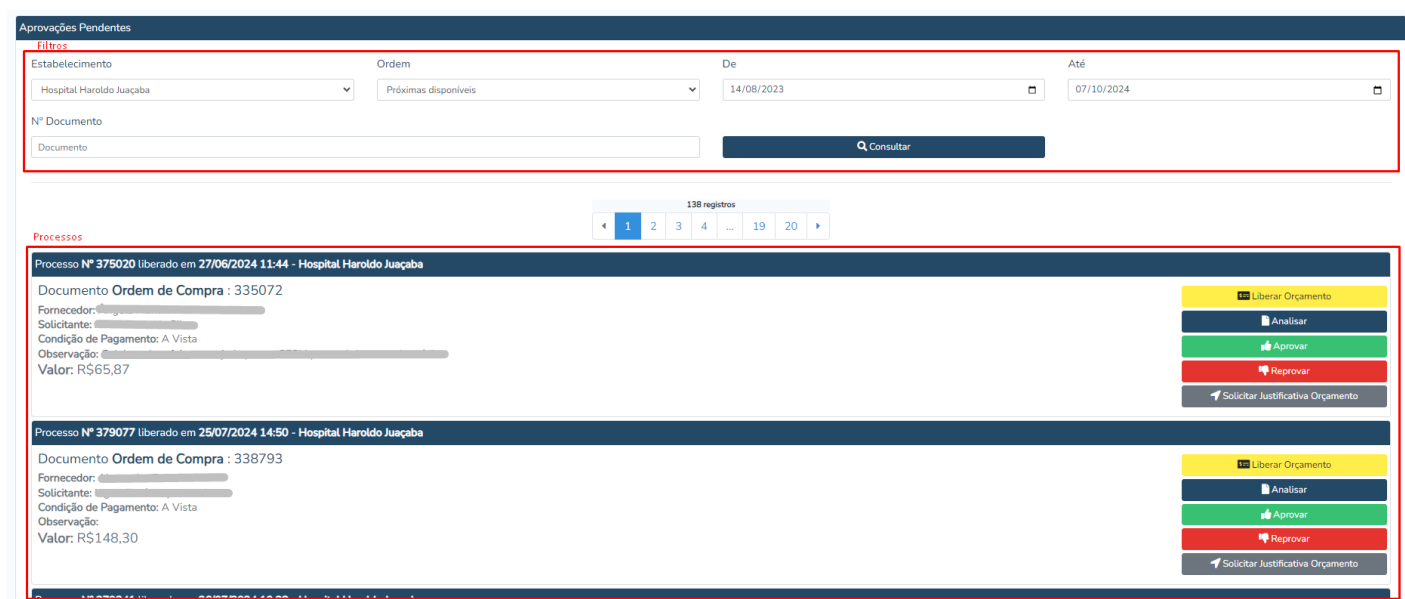 Aprovações Pendentes
Filtros
Estabelecimento Ordem De Até
Hospital Haroldo Juaçaba Próximas disponíveis 14/08/2023 07/10/2024
Nº Documento
Documento Consultar
138 registros
1 2 3 4 ... 19 20
Processos
Processo Nº 375020 liberado em 27/06/2024 11:44 - Hospital Haroldo Juaçaba
Documento Ordem de Compra : 335072
Liberar Orçamento
Fornecedor:
Solicitante:
Analisar
Condição de Pagamento: A Vista
Aprovar
Observação:
Valor: R$65,87
Reprovar
Solicitar Justificativa Orçamento
Processo Nº 379077 liberado em 25/07/2024 14:50 - Hospital Haroldo Juaçaba
Documento Ordem de Compra : 338793
Liberar Orçamento
Fornecedor:
Solicitante:
Analisar
Condição de Pagamento: A Vista
Aprovar
Observação:
Valor: R$148,30
Reprovar
Solicitar Justificativa Orçamento